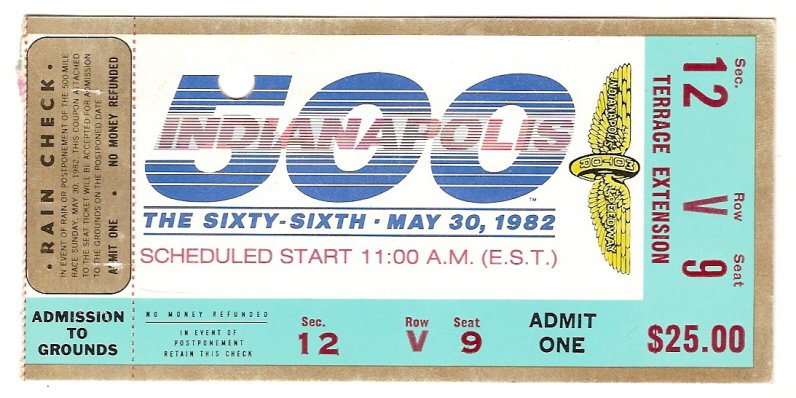 · RAIN CHECK ·
IN EVENT OF RAIN OR POSTPONEMENT OF THE 500-MILE
RACE SUNDAY, MAY 30, 1982, THIS COUPON ATTACHED
TO THE SEAT TICKET WILL BE ACCEPTED FOR ADMISSION
TO THE GROUNDS ON THE POSTPONED DATE.
ADMIT ONE · NO MONEY REFUNDED
ADMISSION
TO
GROUNDS
500
INDIANAPOLIS
TM
THE SIXTY-SIXTH · MAY 30, 1982
SCHEDULED START 11:00 A.M. (E.S.T.)
INDIANAPOLIS
MOTOR
SPEEDWAY
NO MONEY REFUNDED
IN EVENT OF
POSTPONEMENT
RETAIN THIS CHECK
Sec. Row Seat
12 V 9
ADMIT
ONE
Sec. Row Seat
12 V 9
TERRACE EXTENSION
$25.00